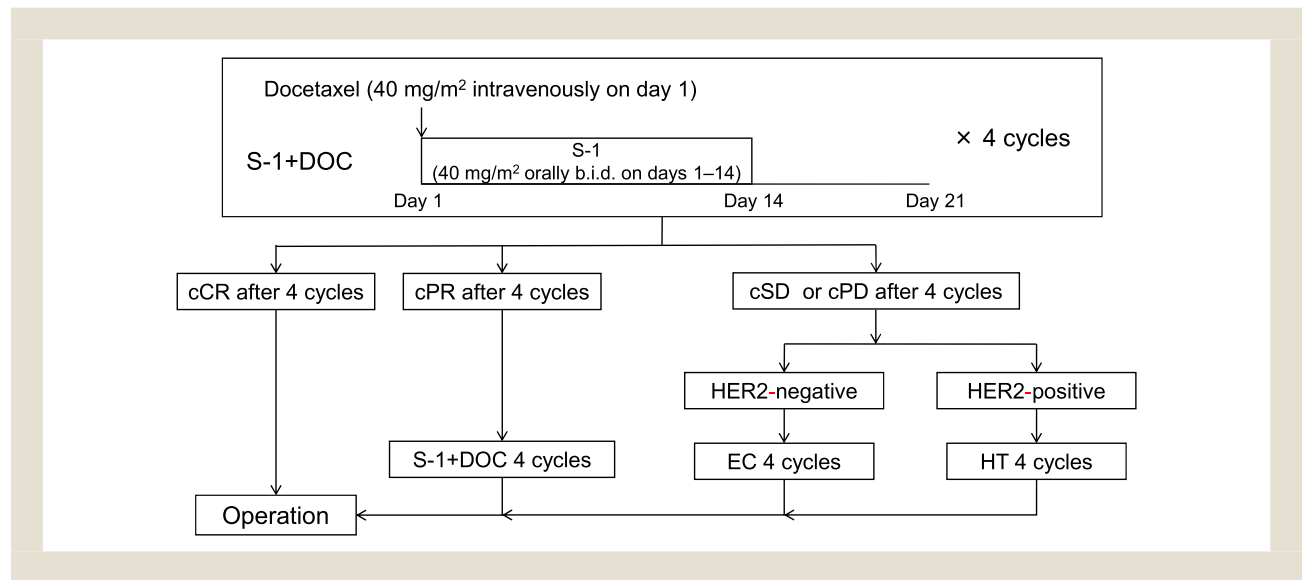 Docetaxel (40 mg/m² intravenously on day 1)
S-1+DOC
S-1
(40 mg/m² orally b.i.d. on days 1–14)
× 4 cycles
Day 1
Day 14
Day 21
cCR after 4 cycles
cPR after 4 cycles
cSD or cPD after 4 cycles
HER2-negative
HER2-positive
S-1+DOC 4 cycles
EC 4 cycles
HT 4 cycles
Operation